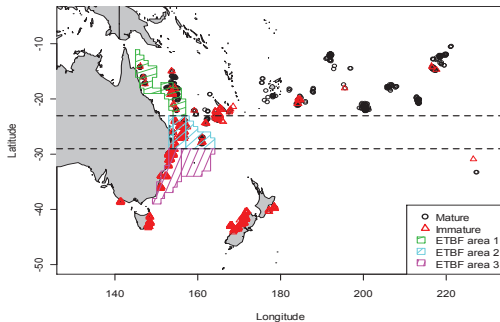 -10
-20
-30
-40
-50
Latitude
Mature
Immature
ETBF area 1
ETBF area 2
ETBF area 3
140 160 180 200 220
Longitude